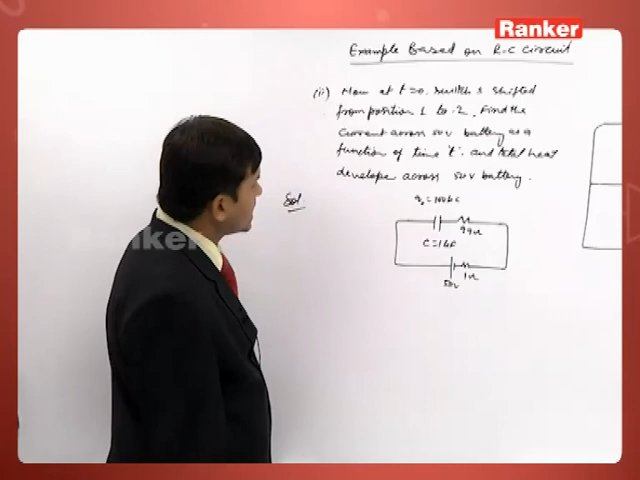 Ranker
Example Based on R.C Circuit
(ii) Now at t=0. switch is shifted
from position 1 to 2. Find the
Current across 50V battery as a
function of time 't'. and total heat
develope across 50V battery.
Sol
q₀ = 100μC
99Ω
C=1μF
1Ω
50V
Ranker